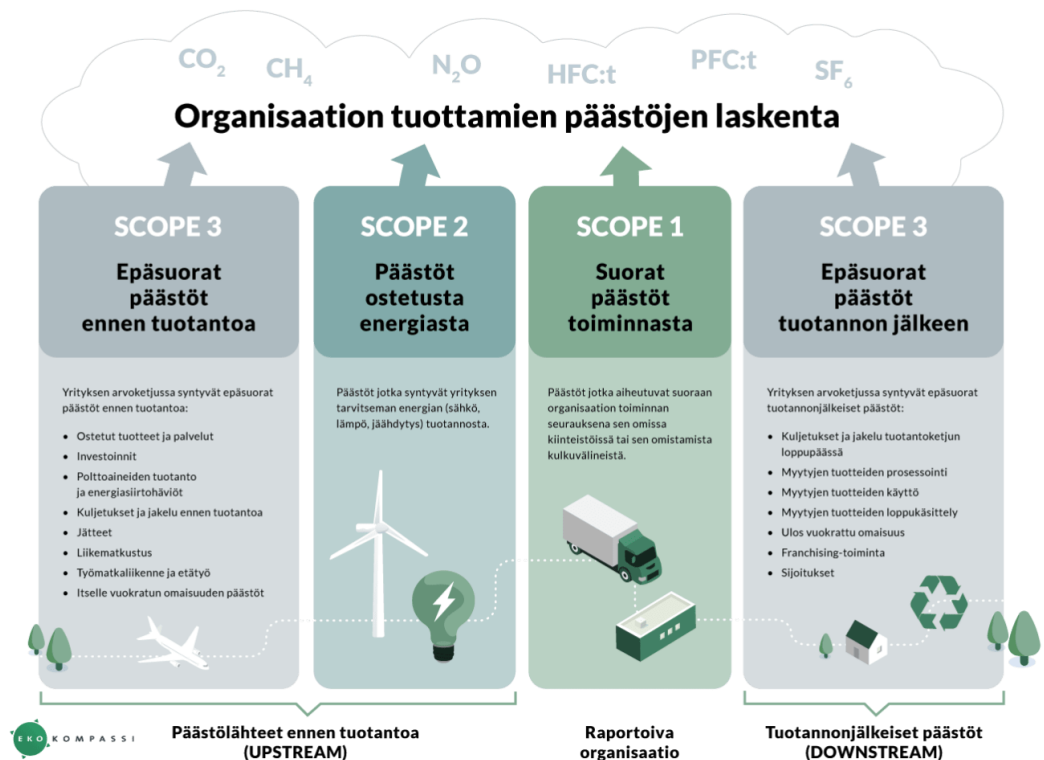 CO2
CH4
N2O
HFC:t
PFC:t
SF6
Organisaation tuottamien päästöjen laskenta
SCOPE 3
Epäsuorat
päästöt
ennen tuotantoa
Yrityksen arvoketjussa syntyvät epäsuorat
päästöt ennen tuotantoa:
• Ostetut tuotteet ja palvelut
• Investoinnit
• Polttoaineiden tuotanto
ja energiasiirtohäviöt
• Kuljetukset ja jakelu ennen tuotantoa
• Jätteet
• Liikematkustus
• Työmatkaliikenne ja etätyö
• Itselle vuokratun omaisuuden päästöt
SCOPE 2
Päästöt
ostetusta
energiasta
Päästöt jotka syntyvät yrityksen
tarvitseman energian (sähkö,
lämpö, jäähdytys) tuotannosta.
SCOPE 1
Suorat
päästöt
toiminnasta
Päästöt jotka aiheutuvat suoraan
organisaation toiminnan
seurauksena sen omissa
kiinteistöissä tai sen omistamista
kulkuvälineistä.
SCOPE 3
Epäsuorat
päästöt
tuotannon jälkeen
Yrityksen arvoketjussa syntyvät epäsuorat
tuotannonjälkeiset päästöt:
• Kuljetukset ja jakelu tuotantoketjun
loppupäässä
• Myytyjen tuotteiden prosessointi
• Myytyjen tuotteiden käyttö
• Myytyjen tuotteiden loppukäsittely
• Ulos vuokrattu omaisuus
• Franchising-toiminta
• Sijoitukset
EKOKOMPASSI
Päästölähteet ennen tuotantoa
(UPSTREAM)
Raportoiva
organisaatio
Tuotannonjälkeiset päästöt
(DOWNSTREAM)